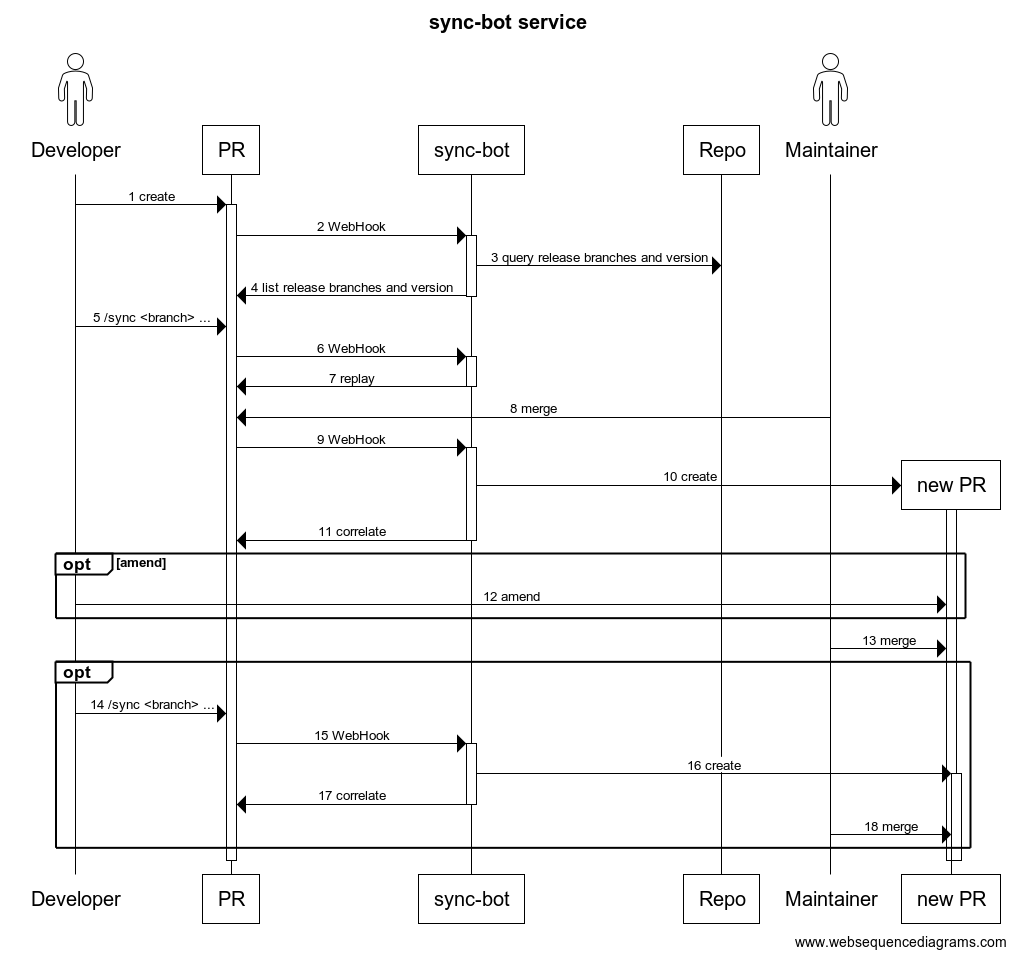 sync-bot service
Developer
PR
sync-bot
Repo
Maintainer
1 create
2 WebHook
3 query release branches and version
4 list release branches and version
5 /sync <branch> ...
6 WebHook
7 replay
8 merge
9 WebHook
10 create
new PR
11 correlate
opt
[amend]
12 amend
13 merge
opt
14 /sync <branch> ...
15 WebHook
16 create
17 correlate
18 merge
Developer
PR
sync-bot
Repo
Maintainer
new PR
www.websequencediagrams.com